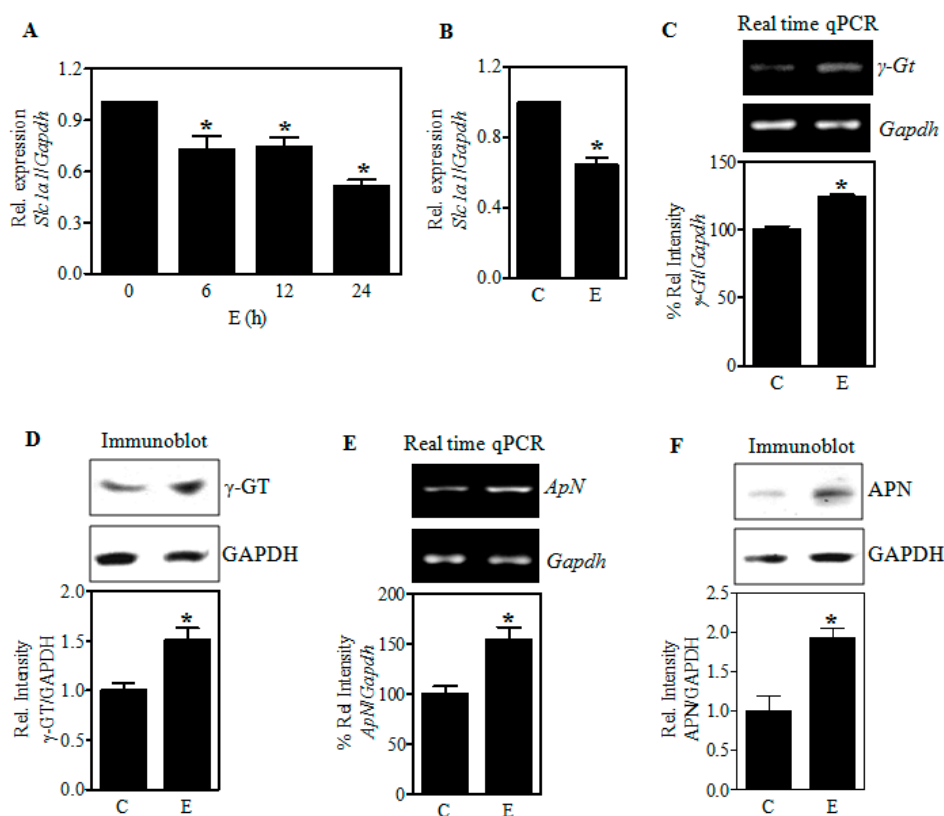 A
Rel. expression
Slc1a1/Gapdh
1.2
0.9
0.6
0.3
0.0
*
*
*
0 6 12 24
E (h)
B
Rel. expression
Slc1a1/Gapdh
1.2
0.8
0.4
0.0
*
C E
C
Real time qPCR
γ-Gt
Gapdh
% Rel Intensity
γ-Gt/Gapdh
150
100
50
0
*
C E
D
Immunoblot
γ-GT
GAPDH
Rel. Intensity
γ-GT/GAPDH
2.0
1.5
1.0
0.5
0.0
*
C E
E
Real time qPCR
ApN
Gapdh
% Rel Intensity
ApN/Gapdh
200
150
100
50
0
*
C E
F
Immunoblot
APN
GAPDH
Rel. Intensity
APN/GAPDH
2.5
2.0
1.5
1.0
0.5
0.0
*
C E